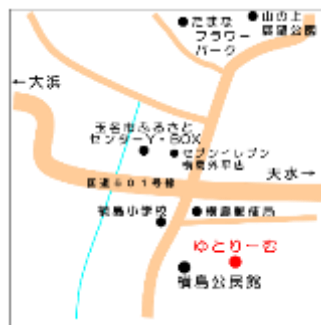 たまな
フラワー
パーク
山の上
展望公園
←大浜
玉名市ふるさと
センターY・BOX
セブンイレブン
横島外平店
天水→
国道501号線
横島小学校
横島郵便局
ゆとりーむ
横島公民館